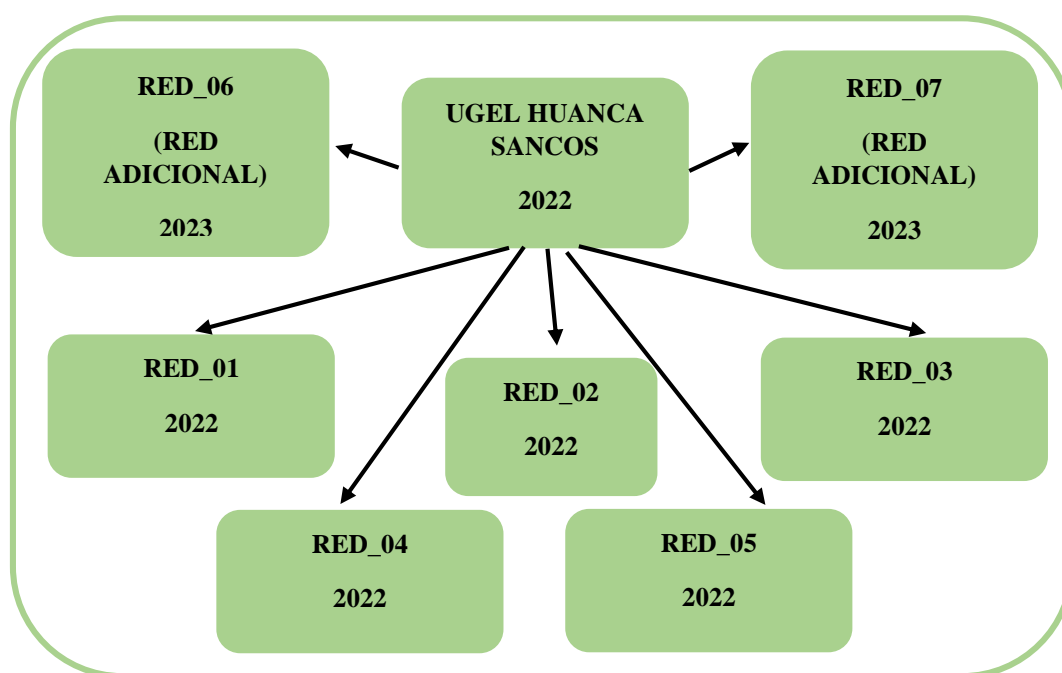 RED_06
(RED
ADICIONAL)
2023
UGEL HUANCA
SANCOS
2022
RED_07
(RED
ADICIONAL)
2023
RED_01
2022
RED_02
2022
RED_03
2022
RED_04
2022
RED_05
2022